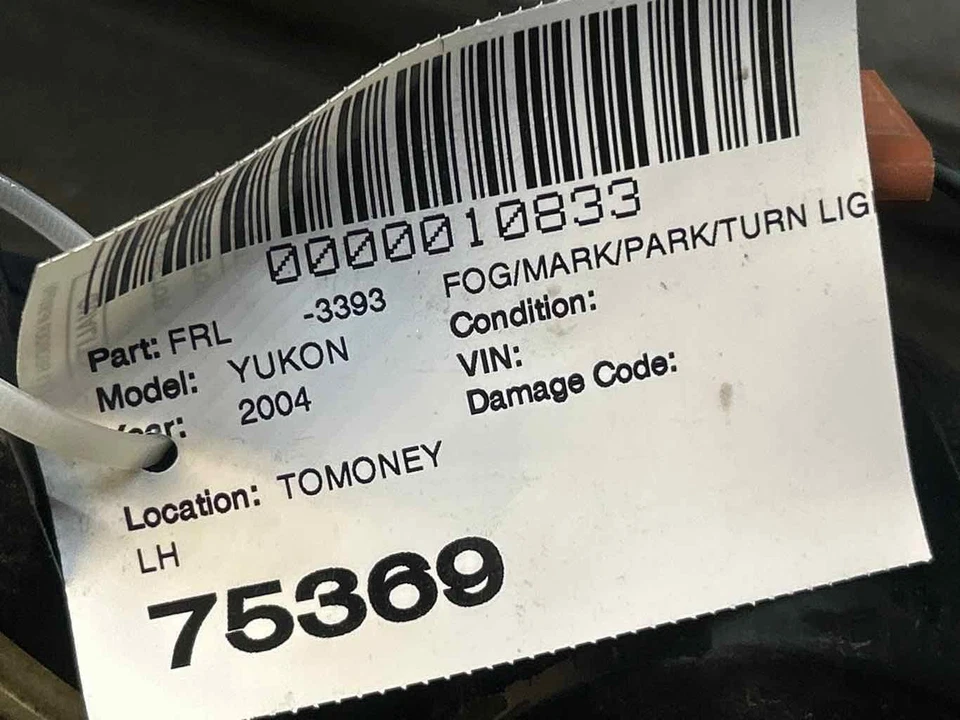 0000010833
Part: FRL -3393 FOG/MARK/PARK/TURN LIG
Model: YUKON Condition:
2004 VIN:
Damage Code:
Location: TOMONEY
LH
75369